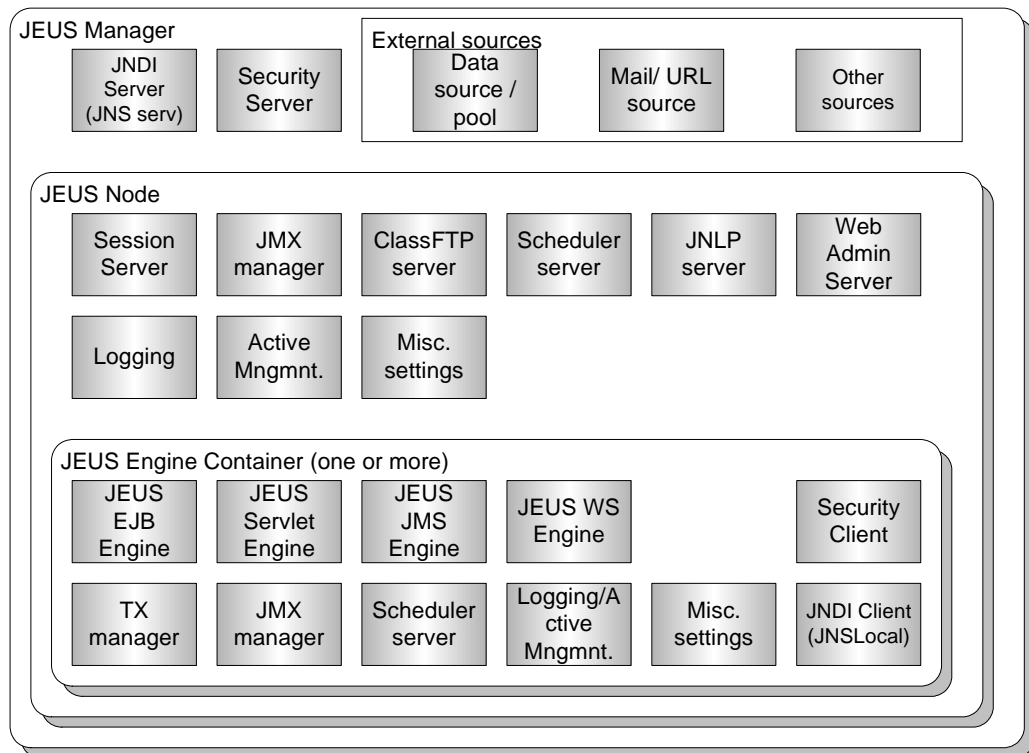 JEUS Manager
External sources
JNDI
Server
(JNS serv)
Security
Server
Data
source /
pool
Mail/ URL
source
Other
sources
JEUS Node
Session
Server
JMX
manager
ClassFTP
server
Scheduler
server
JNLP
server
Web
Admin
Server
Logging
Active
Mngmnt.
Misc.
settings
JEUS Engine Container (one or more)
JEUS
EJB
Engine
JEUS
Servlet
Engine
JEUS
JMS
Engine
JEUS WS
Engine
Security
Client
TX
manager
JMX
manager
Scheduler
server
Logging/A
ctive
Mngmnt.
Misc.
settings
JNDI Client
(JNSLocal)